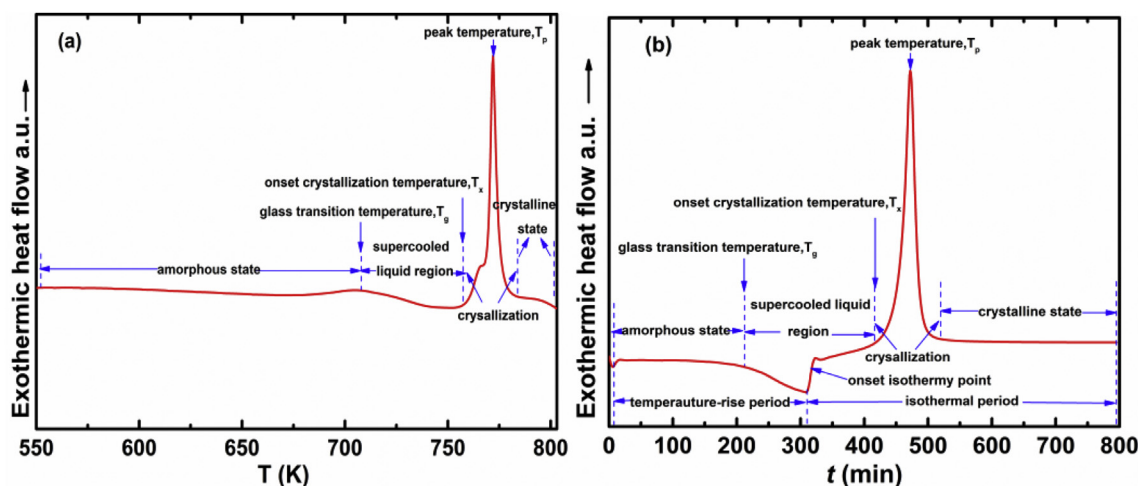 (a)
peak temperature,Tp
onset crystallization temperature,Tx
crystalline
glass transition temperature,Tg
state
supercooled
amorphous state
liquid region
crysallization
Exothermic heat flow a.u.
550
600
650
700
750
800
T (K)
(b)
peak temperature,Tp
onset crystallization temperature,Tx
glass transition temperature,Tg
supercooled liquid
crystalline state
amorphous state
region
crysallization
onset isothermy point
temperauture-rise period
isothermal period
Exothermic heat flow a.u.
0
100
200
300
400
500
600
700
800
t (min)